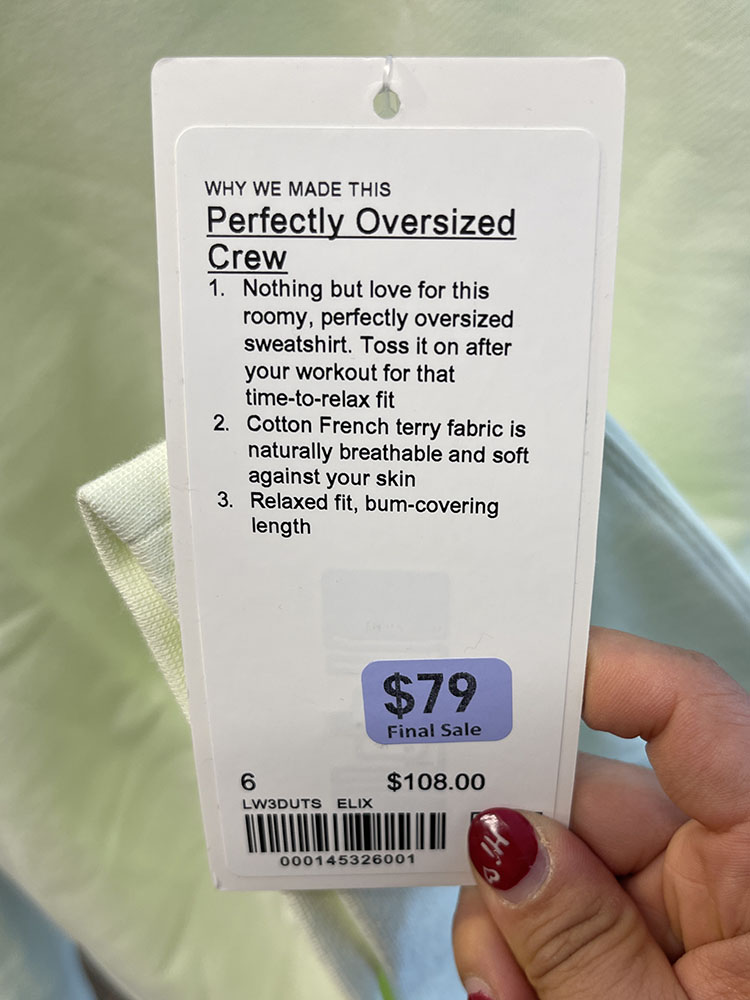 WHY WE MADE THIS
Perfectly Oversized
Crew
1. Nothing but love for this
roomy, perfectly oversized
sweatshirt. Toss it on after
your workout for that
time-to-relax fit
2. Cotton French terry fabric is
naturally breathable and soft
against your skin
3. Relaxed fit, bum-covering
length
$79
Final Sale
6 $108.00
LW3DUTS ELIX
000145326001